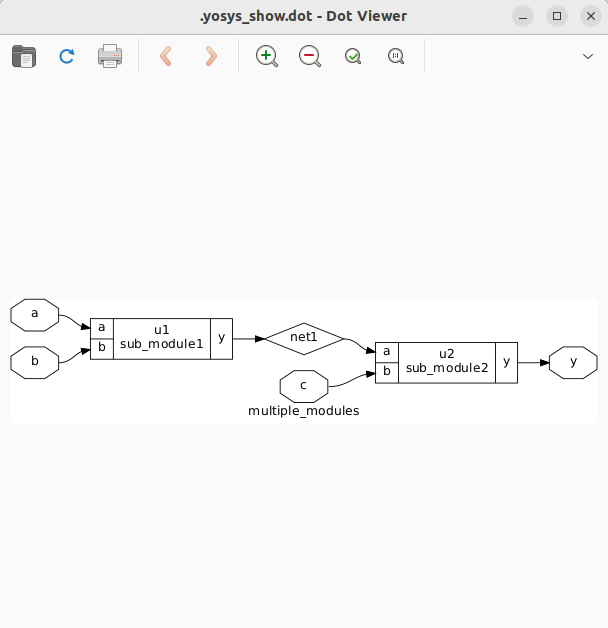 .yosys_show.dot - Dot Viewer
a
b
a
b
u1
sub_module1
y
net1
c
a
b
u2
sub_module2
y
y
multiple_modules